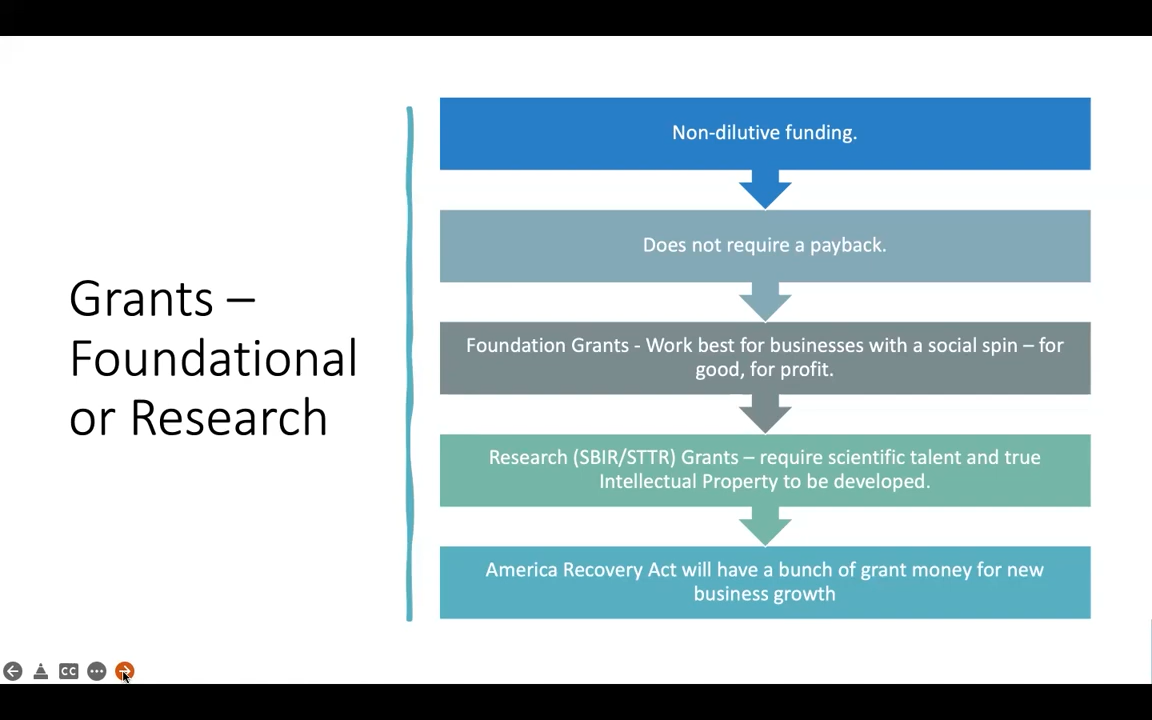 Grants –
Foundational
or Research
Non-dilutive funding.
Does not require a payback.
Foundation Grants - Work best for businesses with a social spin – for
good, for profit.
Research (SBIR/STTR) Grants – require scientific talent and true
Intellectual Property to be developed.
America Recovery Act will have a bunch of grant money for new
business growth
CC